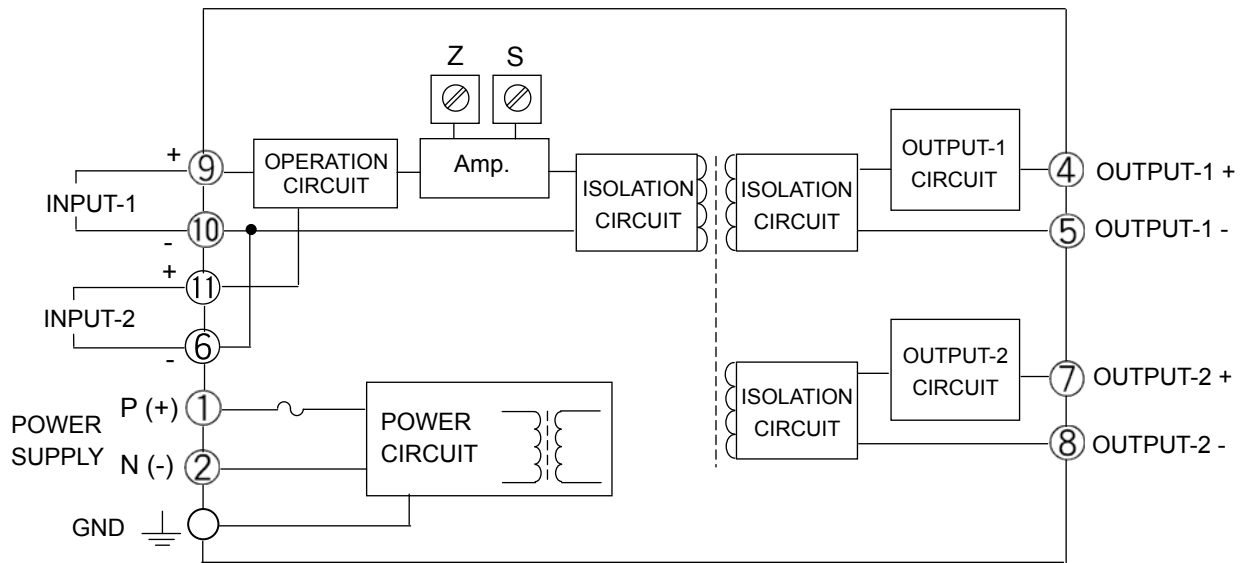 Z
S
+
9
INPUT-1
10
-
OPERATION
CIRCUIT
Amp.
ISOLATION
CIRCUIT
ISOLATION
CIRCUIT
OUTPUT-1
CIRCUIT
4
OUTPUT-1 +
5
OUTPUT-1 -
+
11
INPUT-2
6
-
ISOLATION
CIRCUIT
OUTPUT-2
CIRCUIT
7
OUTPUT-2 +
8
OUTPUT-2 -
POWER
SUPPLY
P (+)
1
N (-)
2
POWER
CIRCUIT
GND